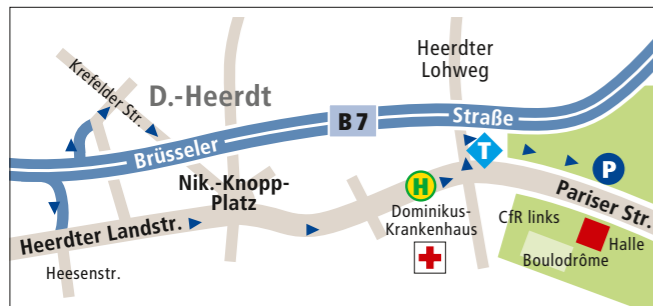 Heerdter
Lohweg
Krefelder Str.
D.-Heerdt
B 7
Straße
Brüsseler
T
P
Nik.-Knopp-
Platz
H
Pariser Str.
Heerdter Landstr.
Dominikus-
Krankenhaus
CfR links
Halle
Boulodrôme
Heesenstr.